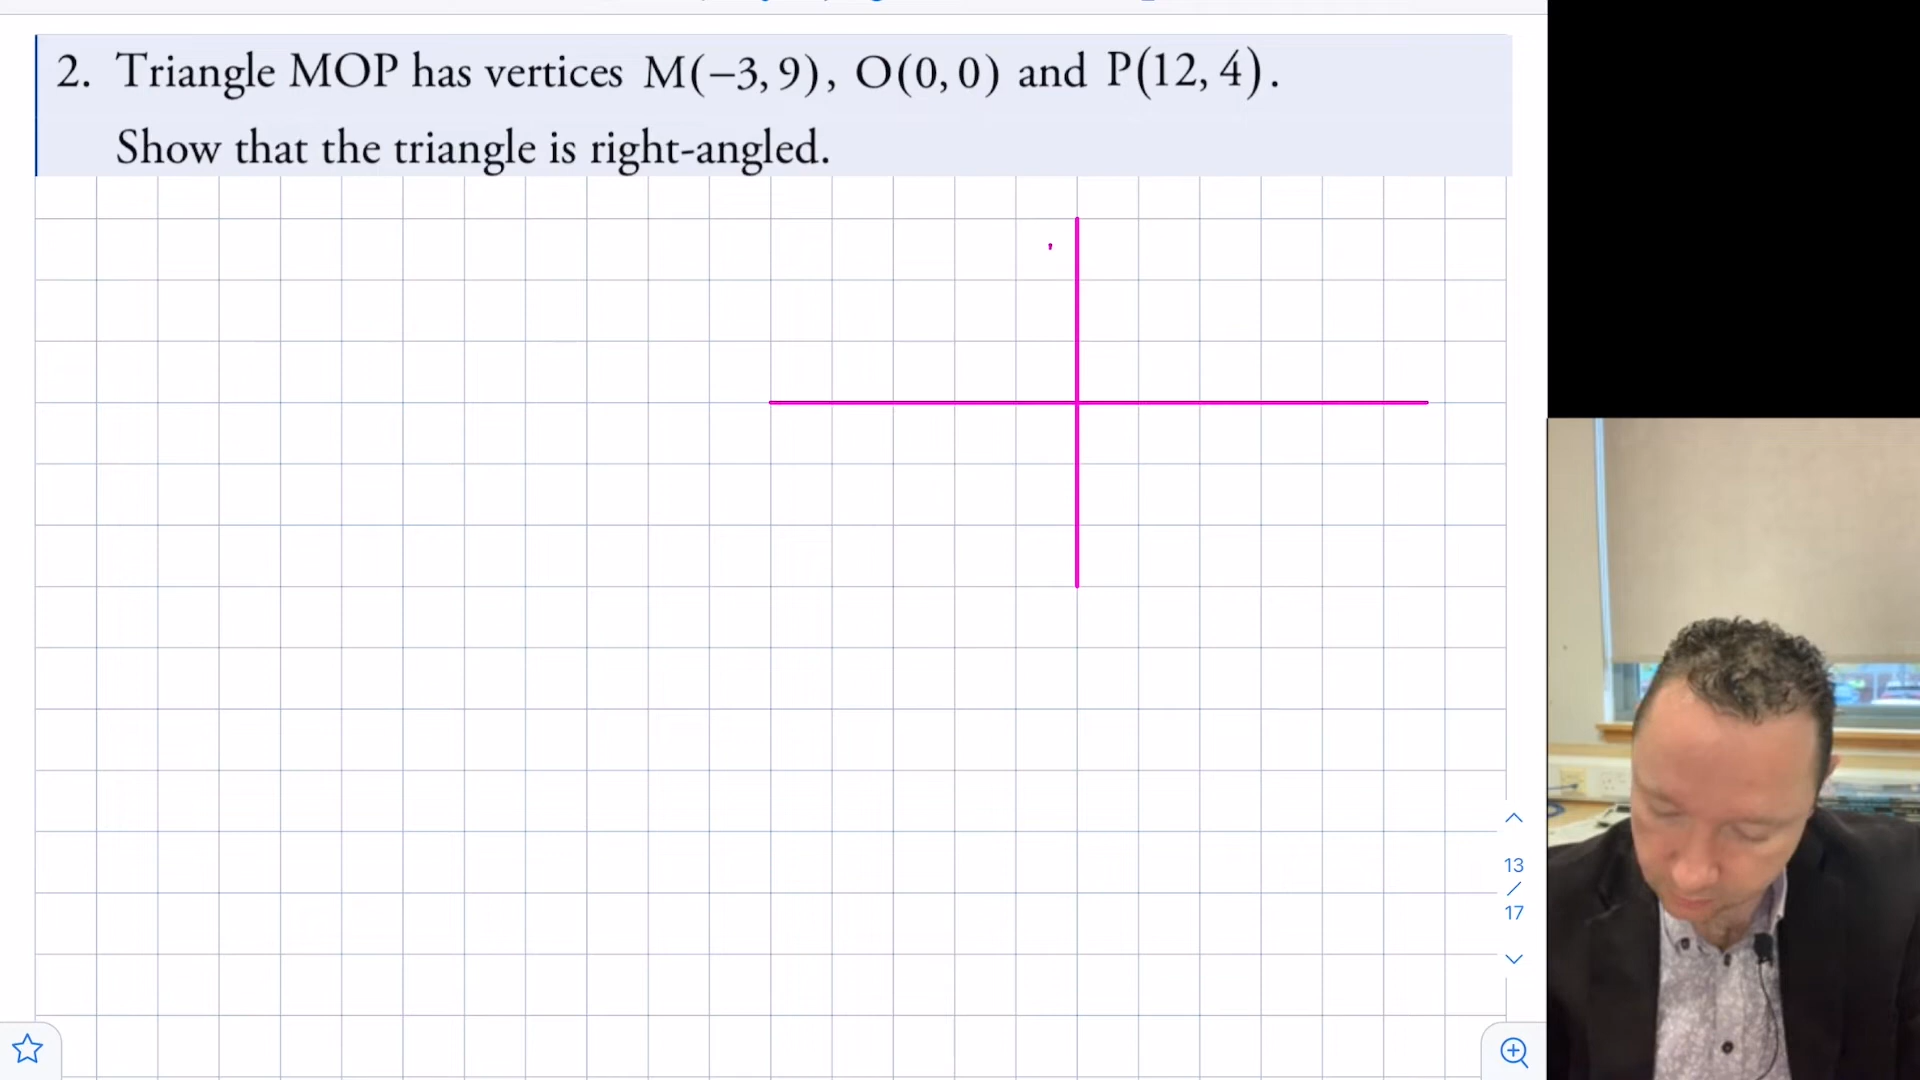 2. Triangle MOP has vertices M(−3, 9), O(0, 0) and P(12, 4).
Show that the triangle is right-angled.
13
/
17